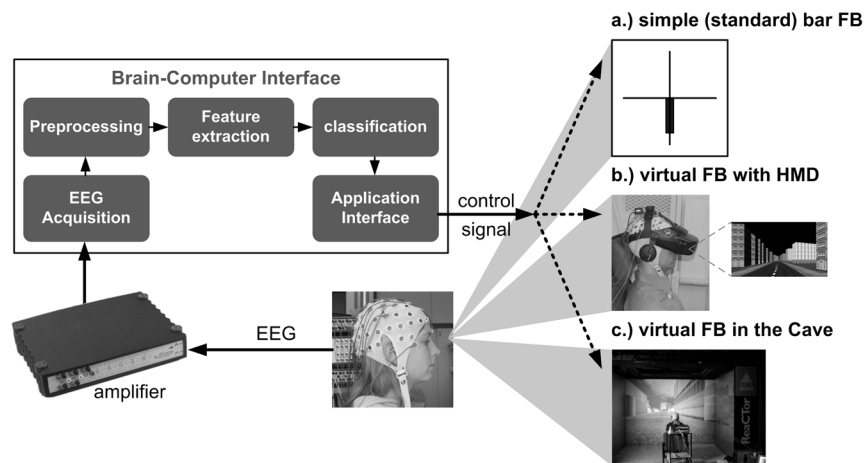 a.) simple (standard) bar FB
Brain-Computer Interface
Preprocessing
Feature
extraction
classification
EEG
Acquisition
Application
Interface
control
signal
b.) virtual FB with HMD
EEG
amplifier
c.) virtual FB in the Cave
ReaCTor